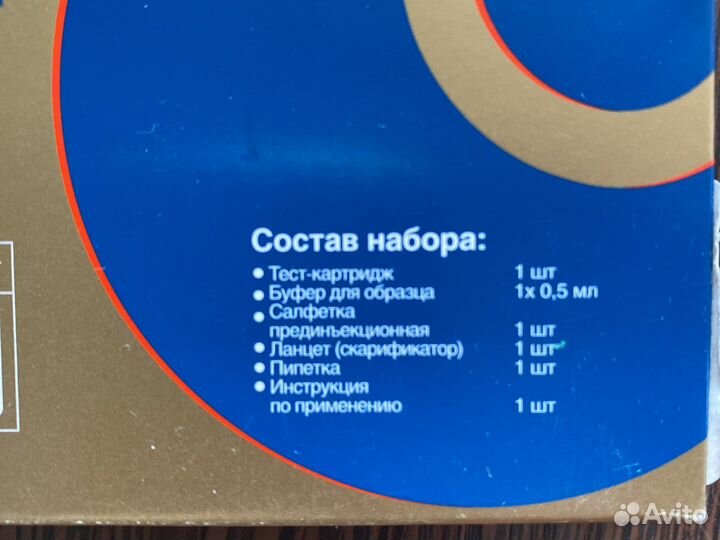 Состав набора:
• Тест-картридж 1 шт
• Буфер для образца 1х 0,5 мл
• Салфетка
прединъекционная 1 шт
• Ланцет (скарификатор) 1 шт
• Пипетка 1 шт
• Инструкция
по применению 1 шт
Avito